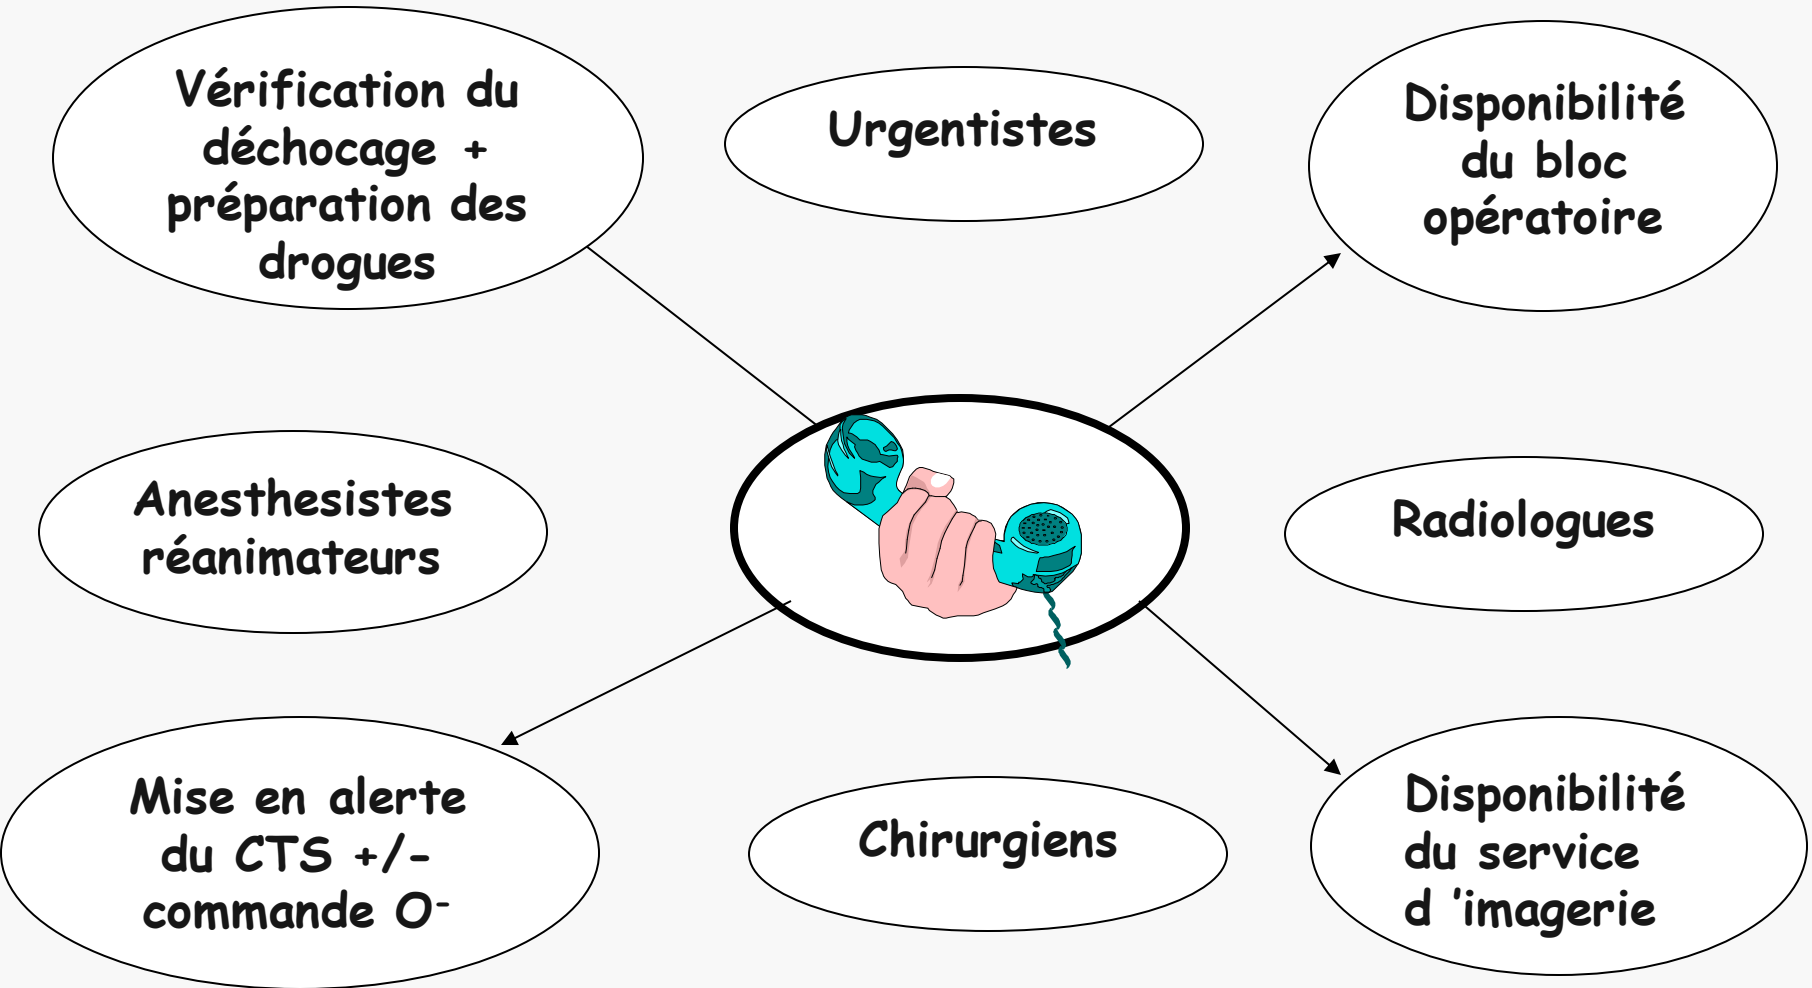 Vérification du
déchocage +
préparation des
drogues
Urgentistes
Disponibilité
du bloc
opératoire
Anesthesistes
réanimateurs
Radiologues
Mise en alerte
du CTS +/-
commande O⁻
Chirurgiens
Disponibilité
du service
d ’imagerie